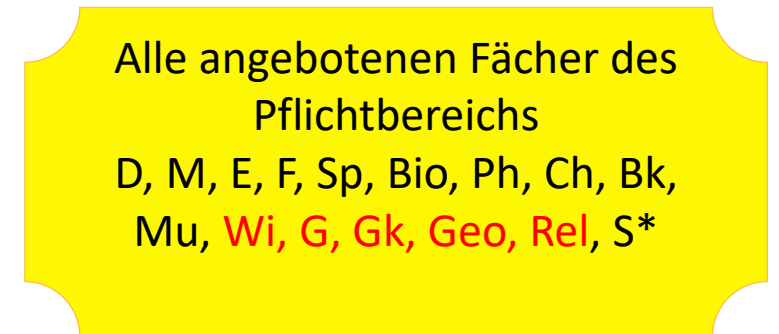 Alle angebotenen Fächer des
Pflichtbereichs
D, M, E, F, Sp, Bio, Ph, Ch, Bk,
Mu, Wi, G, Gk, Geo, Rel, S*